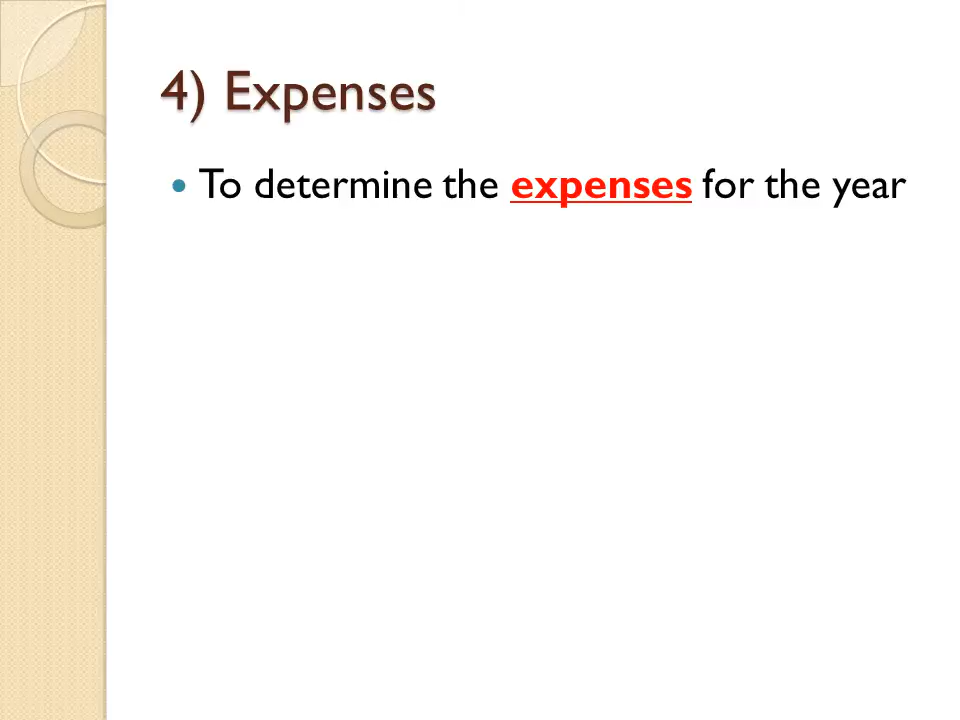 4) Expenses
• To determine the expenses for the year